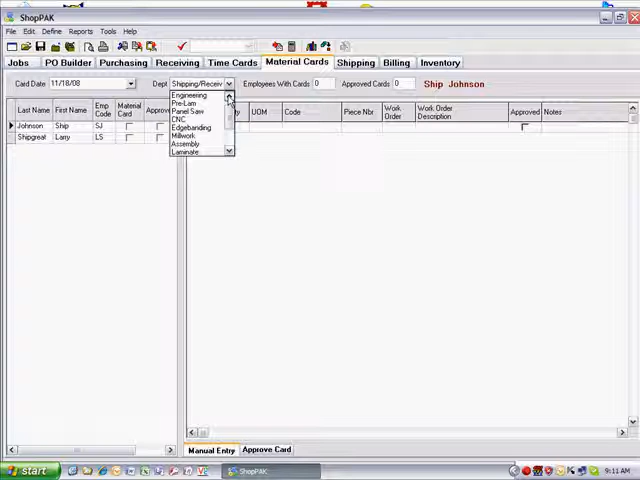 ShopPAK
File Edit Define Reports Tools Help
Jobs PO Builder Purchasing Receiving Time Cards Material Cards Shipping Billing Inventory
Card Date 11/18/08 Dept Shipping/Receiv Employees With Cards 0 Approved Cards 0 Ship Johnson
Engineering
Pre-Lam
Panel Saw
CNC
Edgebanding
Millwork
Assembly
Laminate
Last Name First Name Emp Code Material Card Approve
UOM Code Piece Nbr Work Order Work Order Description Approved Notes
Johnson Ship SJ
Shipgreat Larry LS
Manual Entry Approve Card
start ShopPAK 9:11 AM